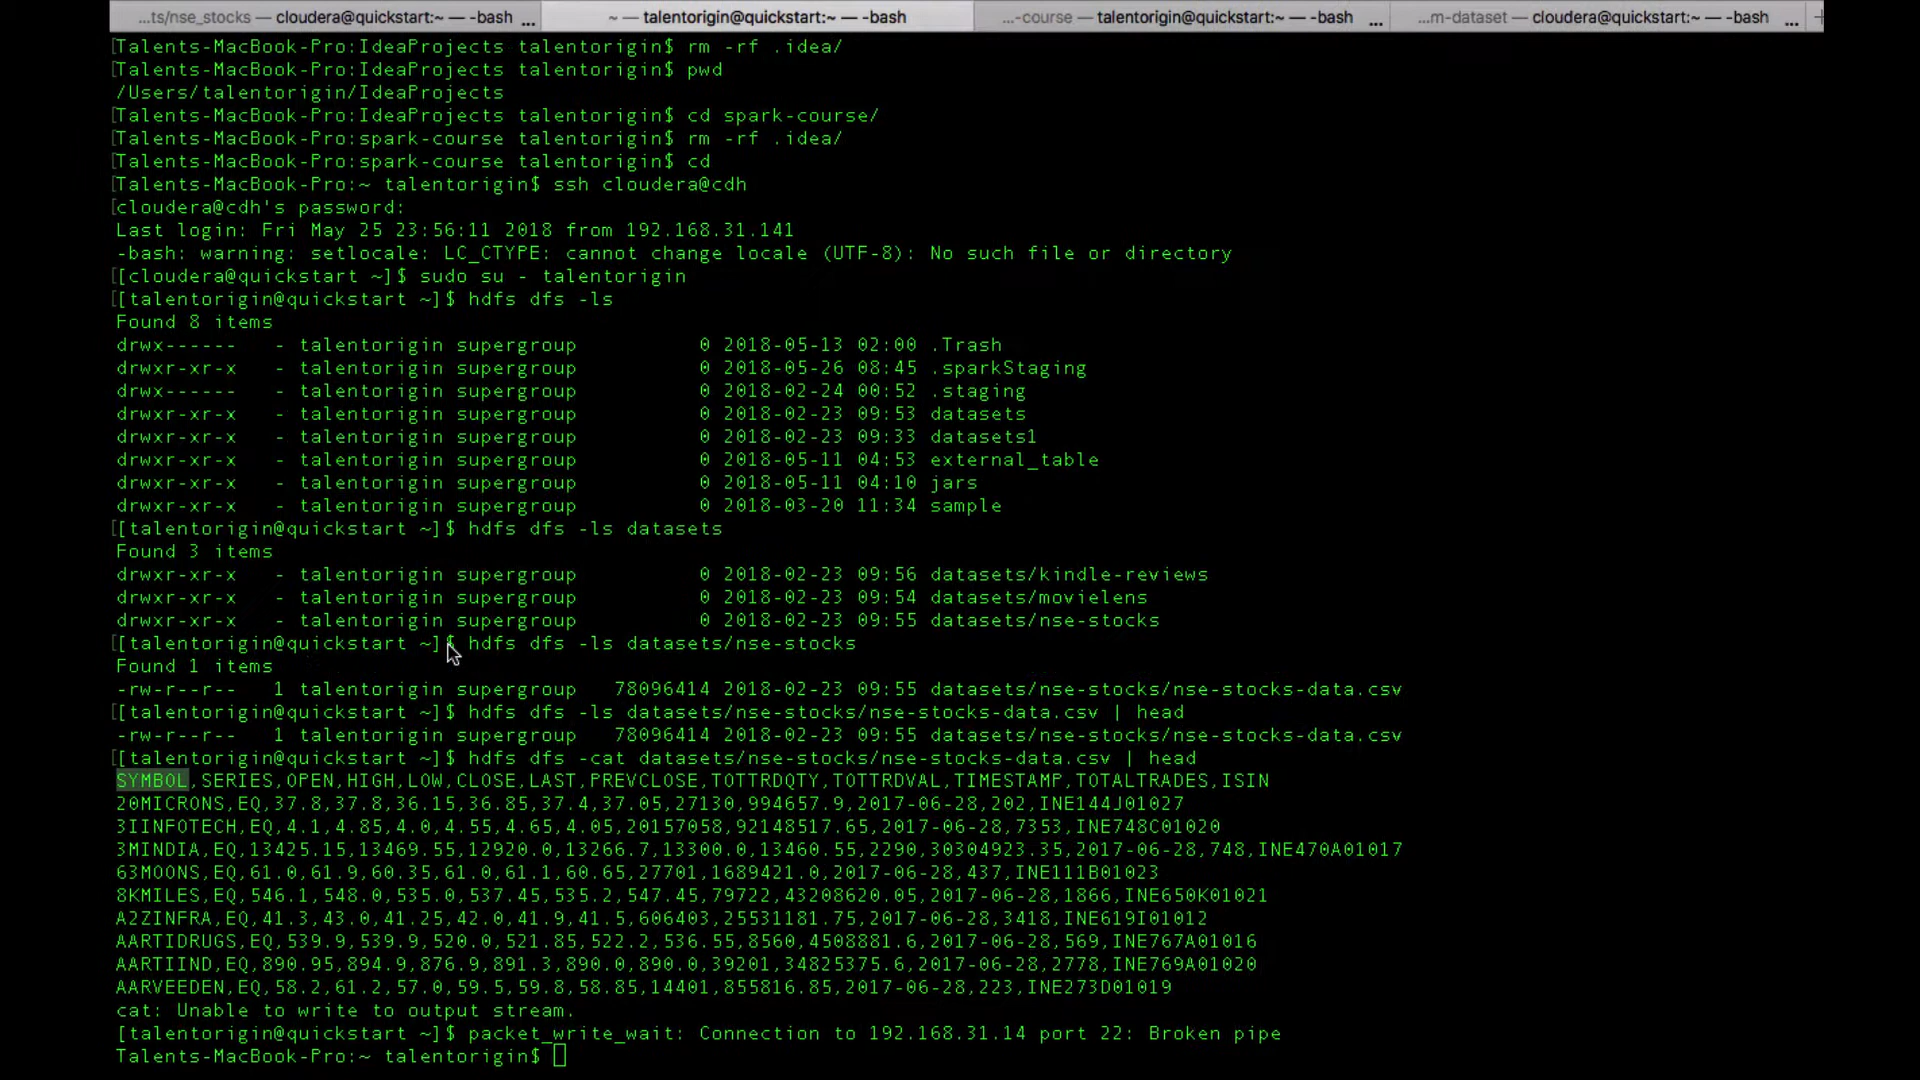 ...ts/nse_stocks — cloudera@quickstart:~ — -bash ... ~ — talentorigin@quickstart:~ — -bash ...-course — talentorigin@quickstart:~ — -bash ... ...m-dataset — cloudera@quickstart:~ — -bash ... +
[Talents-MacBook-Pro:IdeaProjects talentorigin$ rm -rf .idea/
[Talents-MacBook-Pro:IdeaProjects talentorigin$ pwd
/Users/talentorigin/IdeaProjects
[Talents-MacBook-Pro:IdeaProjects talentorigin$ cd spark-course/
[Talents-MacBook-Pro:spark-course talentorigin$ rm -rf .idea/
[Talents-MacBook-Pro:spark-course talentorigin$ cd
[Talents-MacBook-Pro:~ talentorigin$ ssh cloudera@cdh
[cloudera@cdh's password:
Last login: Fri May 25 23:56:11 2018 from 192.168.31.141
-bash: warning: setlocale: LC_CTYPE: cannot change locale (UTF-8): No such file or directory
[[cloudera@quickstart ~]$ sudo su - talentorigin
[[talentorigin@quickstart ~]$ hdfs dfs -ls
Found 8 items
drwx------ - talentorigin supergroup 0 2018-05-13 02:00 .Trash
drwxr-xr-x - talentorigin supergroup 0 2018-05-26 08:45 .sparkStaging
drwx------ - talentorigin supergroup 0 2018-02-24 00:52 .staging
drwxr-xr-x - talentorigin supergroup 0 2018-02-23 09:53 datasets
drwxr-xr-x - talentorigin supergroup 0 2018-02-23 09:33 datasets1
drwxr-xr-x - talentorigin supergroup 0 2018-05-11 04:53 external_table
drwxr-xr-x - talentorigin supergroup 0 2018-05-11 04:10 jars
drwxr-xr-x - talentorigin supergroup 0 2018-03-20 11:34 sample
[[talentorigin@quickstart ~]$ hdfs dfs -ls datasets
Found 3 items
drwxr-xr-x - talentorigin supergroup 0 2018-02-23 09:56 datasets/kindle-reviews
drwxr-xr-x - talentorigin supergroup 0 2018-02-23 09:54 datasets/movielens
drwxr-xr-x - talentorigin supergroup 0 2018-02-23 09:55 datasets/nse-stocks
[[talentorigin@quickstart ~]$ hdfs dfs -ls datasets/nse-stocks
Found 1 items
-rw-r--r-- 1 talentorigin supergroup 78096414 2018-02-23 09:55 datasets/nse-stocks/nse-stocks-data.csv
[[talentorigin@quickstart ~]$ hdfs dfs -ls datasets/nse-stocks/nse-stocks-data.csv | head
-rw-r--r-- 1 talentorigin supergroup 78096414 2018-02-23 09:55 datasets/nse-stocks/nse-stocks-data.csv
[[talentorigin@quickstart ~]$ hdfs dfs -cat datasets/nse-stocks/nse-stocks-data.csv | head
SYMBOL,SERIES,OPEN,HIGH,LOW,CLOSE,LAST,PREVCLOSE,TOTTRDQTY,TOTTRDVAL,TIMESTAMP,TOTALTRADES,ISIN
20MICRONS,EQ,37.8,37.8,36.15,36.85,37.4,37.05,27130,994657.9,2017-06-28,202,INE144J01027
3IINFOTECH,EQ,4.1,4.85,4.0,4.55,4.65,4.05,20157058,92148517.65,2017-06-28,7353,INE748C01020
3MINDIA,EQ,13425.15,13469.55,12920.0,13266.7,13300.0,13460.55,2290,30304923.35,2017-06-28,748,INE470A01017
63MOONS,EQ,61.0,61.9,60.35,61.0,61.1,60.65,27701,1689421.0,2017-06-28,437,INE111B01023
8KMILES,EQ,546.1,548.0,535.0,537.45,535.2,547.45,79722,43208620.05,2017-06-28,1866,INE650K01021
A2ZINFRA,EQ,41.3,43.0,41.25,42.0,41.9,41.5,606403,25531181.75,2017-06-28,3418,INE619I01012
AARTIDRUGS,EQ,539.9,539.9,520.0,521.85,522.2,536.55,8560,4508881.6,2017-06-28,569,INE767A01016
AARTIIND,EQ,890.95,894.9,876.9,891.3,890.0,890.0,39201,34825375.6,2017-06-28,2778,INE769A01020
AARVEEDEN,EQ,58.2,61.2,57.0,59.5,59.8,58.85,14401,855816.85,2017-06-28,223,INE273D01019
cat: Unable to write to output stream.
[talentorigin@quickstart ~]$ packet_write_wait: Connection to 192.168.31.14 port 22: Broken pipe
Talents-MacBook-Pro:~ talentorigin$